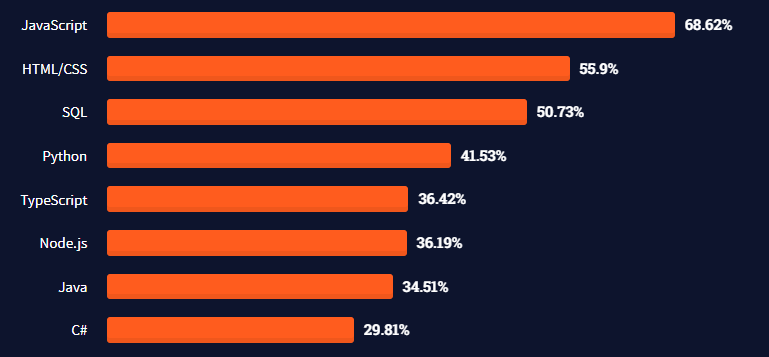 JavaScript 68.62%
HTML/CSS 55.9%
SQL 50.73%
Python 41.53%
TypeScript 36.42%
Node.js 36.19%
Java 34.51%
C# 29.81%